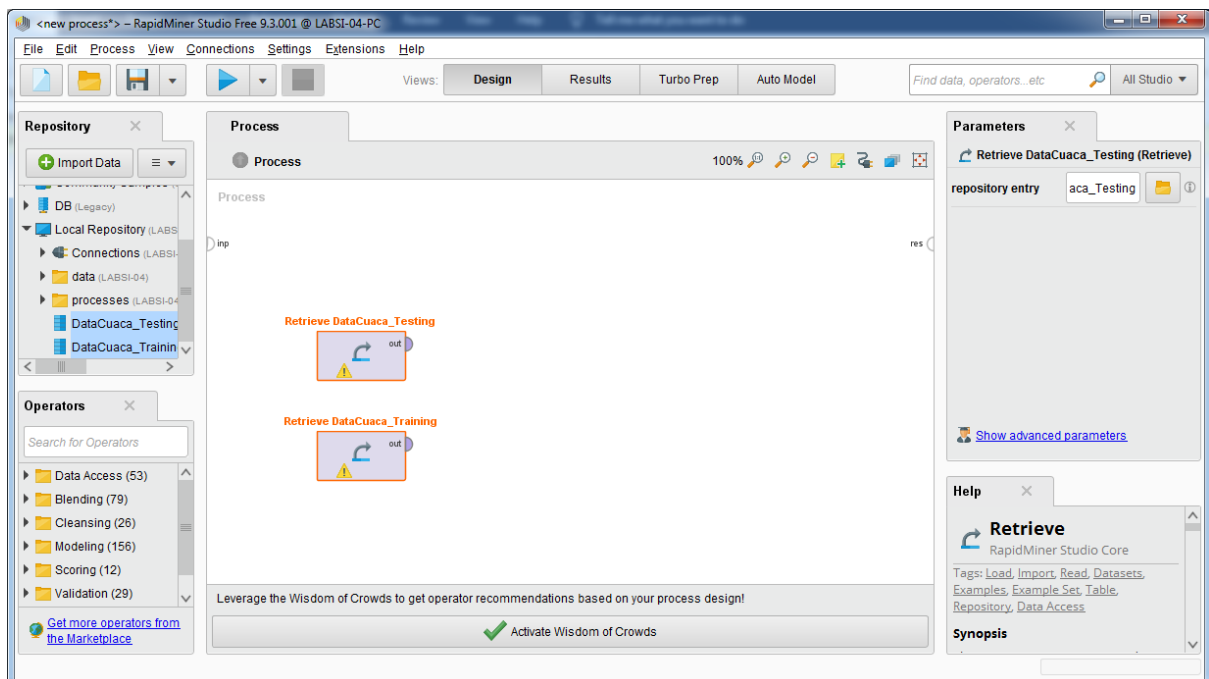 <new process*> – RapidMiner Studio Free 9.3.001 @ LABSI-04-PC
File Edit Process View Connections Settings Extensions Help
Views: Design Results Turbo Prep Auto Model Find data, operators...etc All Studio
Repository
Import Data
DB (Legacy)
Local Repository (LABS
Connections (LABSI-
data (LABSI-04)
processes (LABSI-04
DataCuaca_Testing
DataCuaca_Trainin
Operators
Search for Operators
Data Access (53)
Blending (79)
Cleansing (26)
Modeling (156)
Scoring (12)
Validation (29)
Get more operators from
the Marketplace
Process
Process 100%
Process
inp res
Retrieve DataCuaca_Testing
out
Retrieve DataCuaca_Training
out
Leverage the Wisdom of Crowds to get operator recommendations based on your process design!
Activate Wisdom of Crowds
Parameters
Retrieve DataCuaca_Testing (Retrieve)
repository entry aca_Testing
Show advanced parameters
Help
Retrieve
RapidMiner Studio Core
Tags: Load, Import, Read, Datasets,
Examples, Example Set, Table,
Repository, Data Access
Synopsis